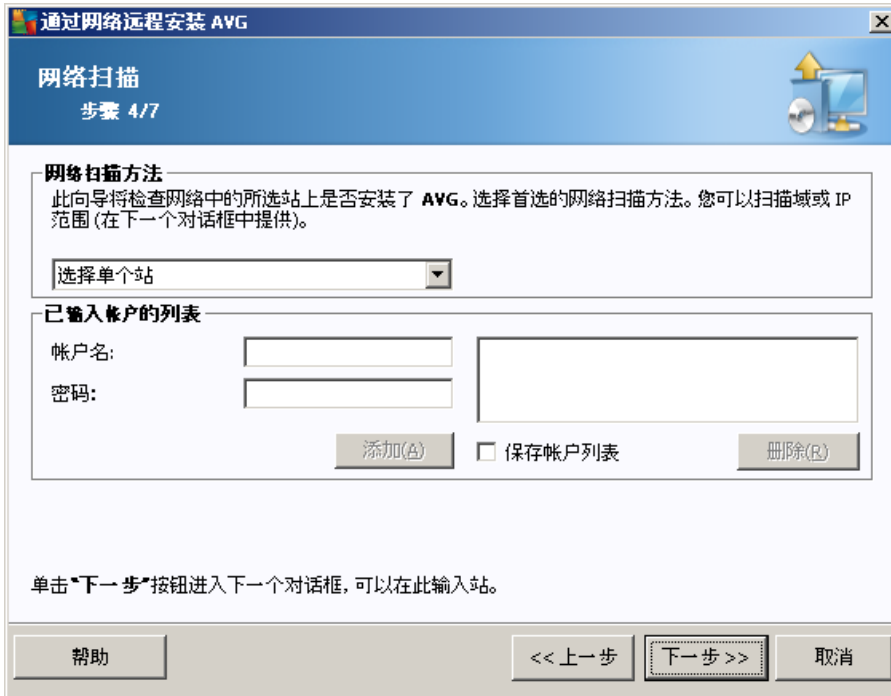 通过网络远程安装 AVG
网络扫描
步骤 4/7
网络扫描方法
此向导将检查网络中的所选站上是否安装了 AVG。选择首选的网络扫描方法。您可以扫描域或 IP
范围 (在下一个对话框中提供)。
选择单个站
已输入帐户的列表
帐户名:
密码:
添加(A)
保存帐户列表
删除(R)
单击"下一步"按钮进入下一个对话框, 可以在此输入站。
帮助
<< 上一步
下一步 >>
取消